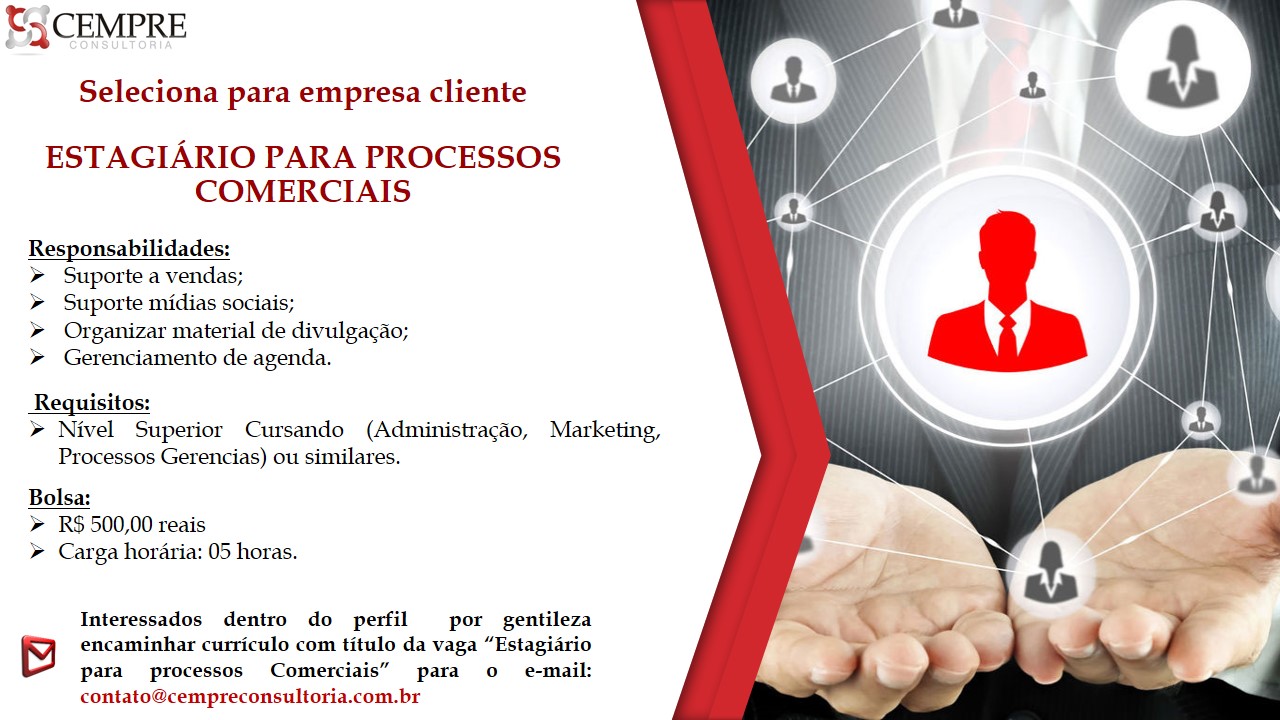 CEMPRE
CONSULTORIA
Seleciona para empresa cliente
ESTAGIÁRIO PARA PROCESSOS
COMERCIAIS
Responsabilidades:
Suporte a vendas;
Suporte mídias sociais;
Organizar material de divulgação;
Gerenciamento de agenda.
Requisitos:
Nível Superior Cursando (Administração, Marketing,
Processos Gerencias) ou similares.
Bolsa:
R$ 500,00 reais
Carga horária: 05 horas.
Interessados dentro do perfil por gentileza
encaminhar currículo com título da vaga “Estagiário
para processos Comerciais” para o e-mail:
contato@cempreconsultoria.com.br